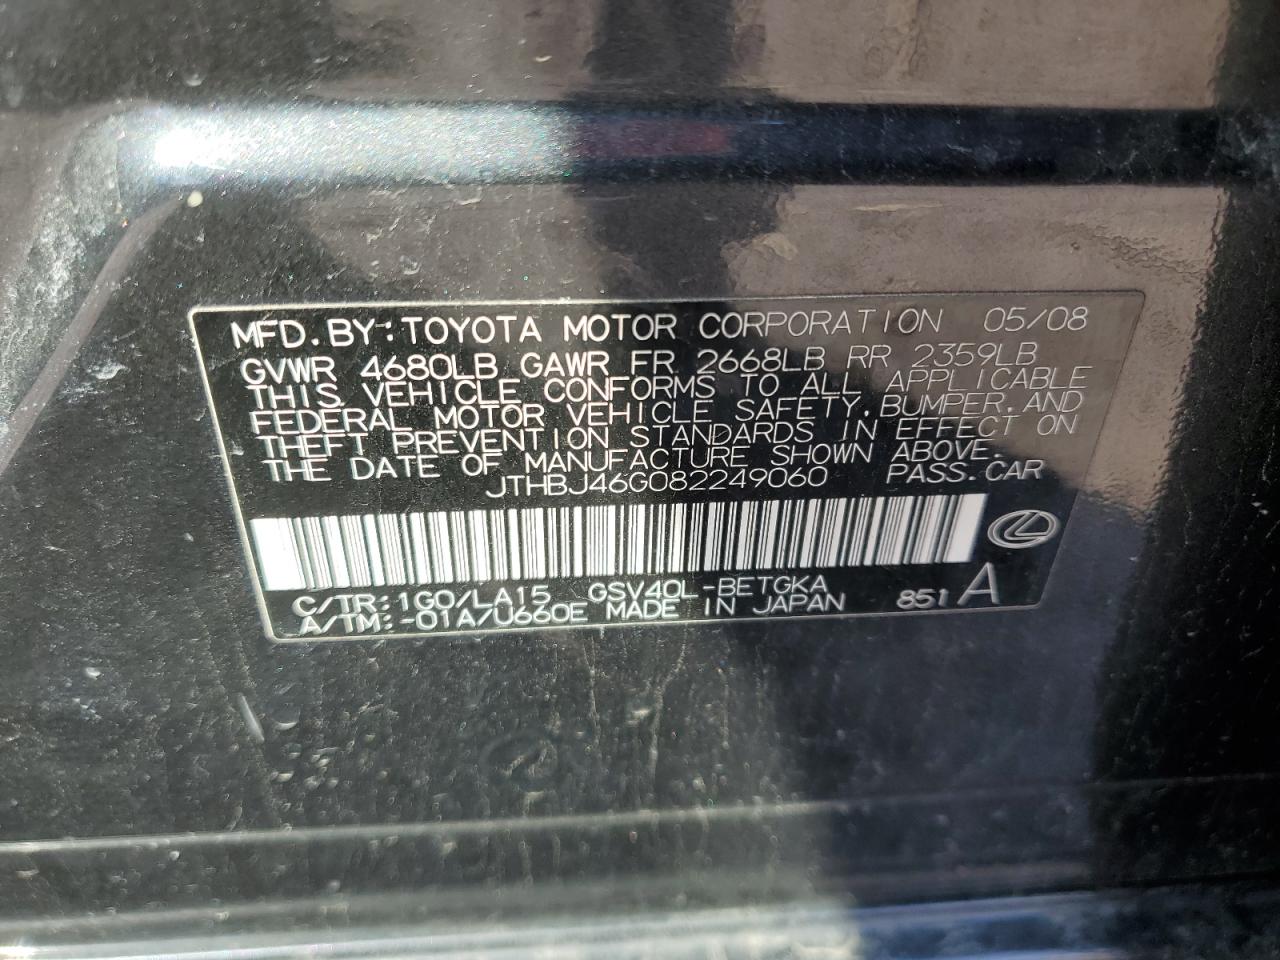 MFD. BY: TOYOTA MOTOR CORPORATION 05/08
GVWR 4680LB GAWR FR 2668LB RR 2359LB
THIS VEHICLE CONFORMS TO ALL APPLICABLE
FEDERAL MOTOR VEHICLE SAFETY, BUMPER, AND
THEFT PREVENTION STANDARDS IN EFFECT ON
THE DATE OF MANUFACTURE SHOWN ABOVE.
JTHBJ46G082249060 PASS. CAR
C/TR: 1G0/LA15 GSV40L-BETGKA
A/TM: -01A/U660E MADE IN JAPAN 851 A